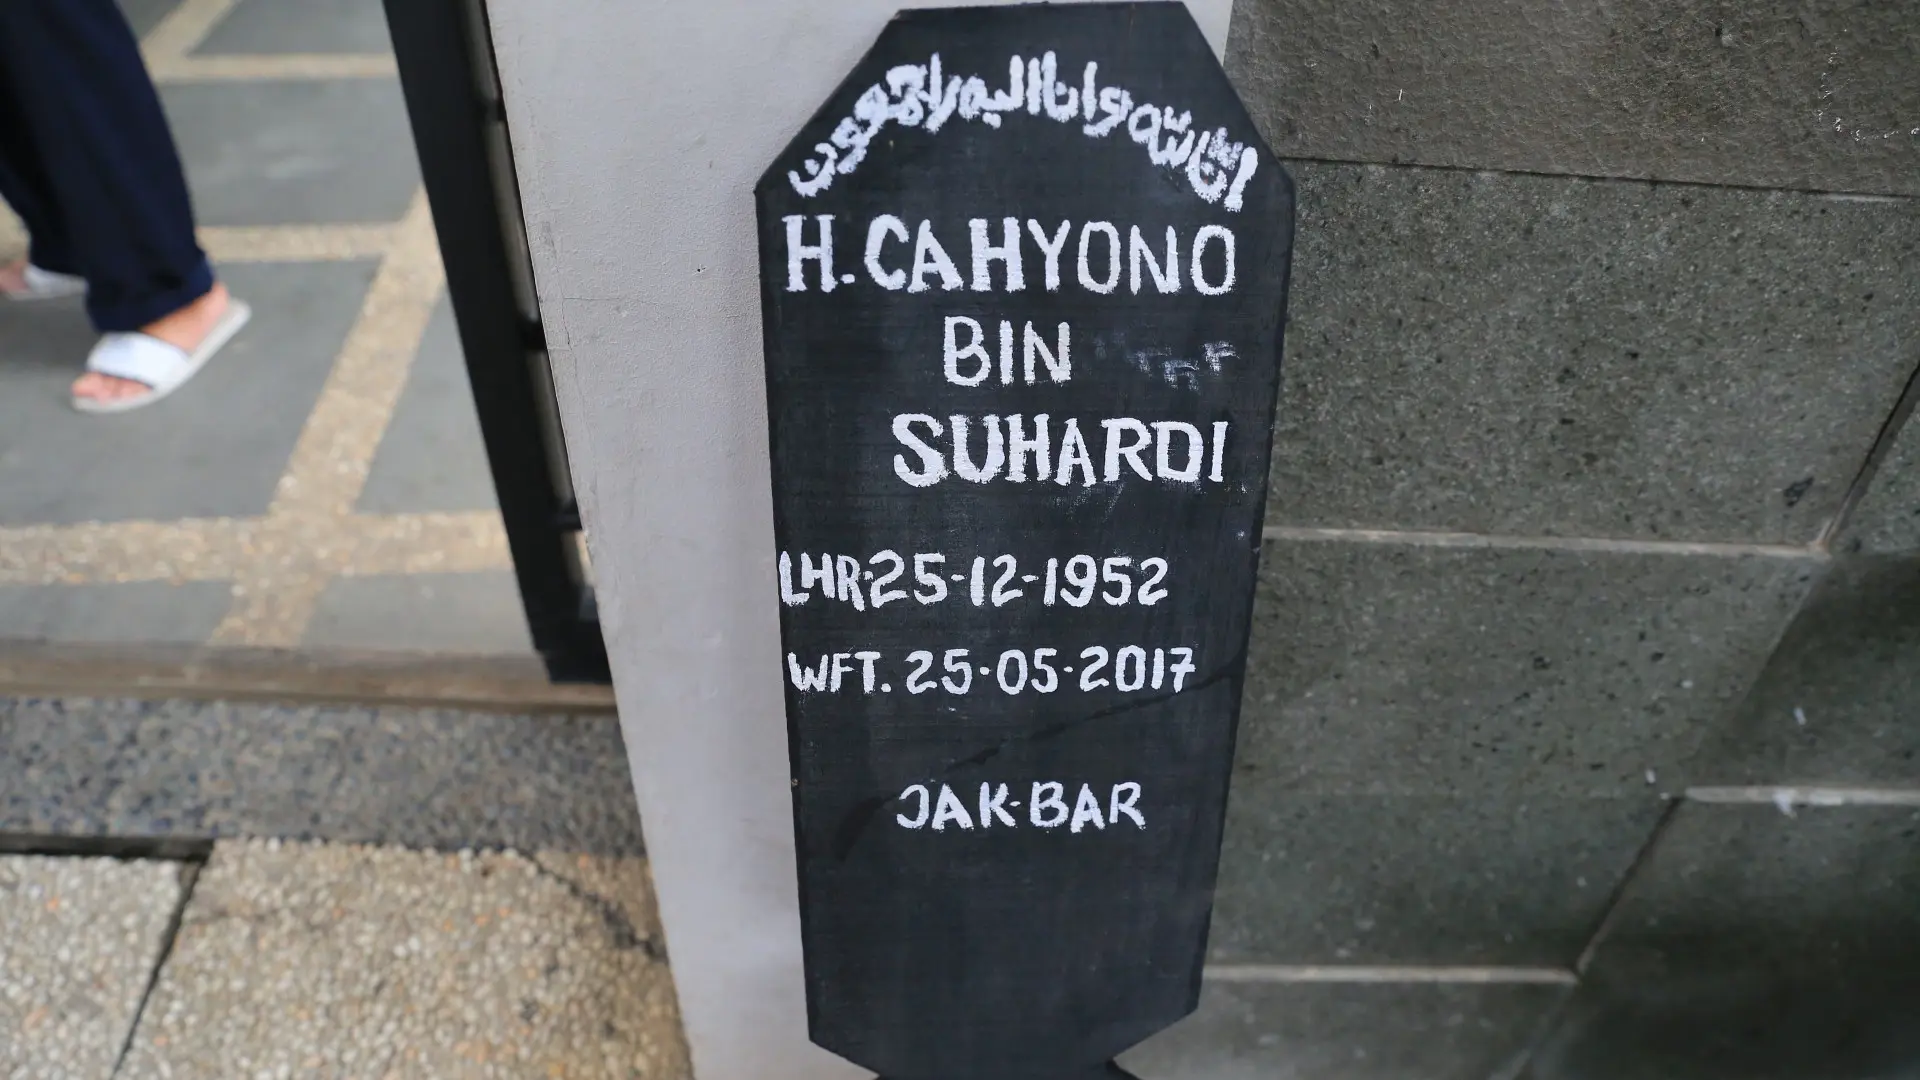 انا لله وانا اليه راجعون
H. CAHYONO
BIN
SUHARDI
LHR. 25-12-1952
WFT. 25-05-2017
JAK-BAR